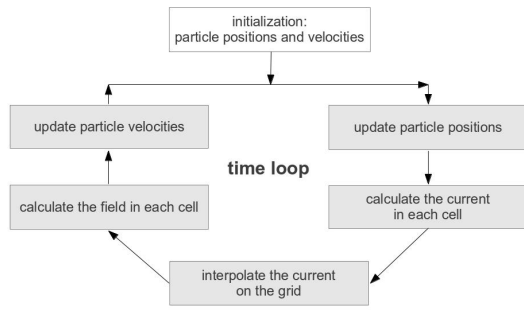 initialization:
particle positions and velocities
update particle velocities
update particle positions
time loop
calculate the field in each cell
calculate the current
in each cell
interpolate the current
on the grid